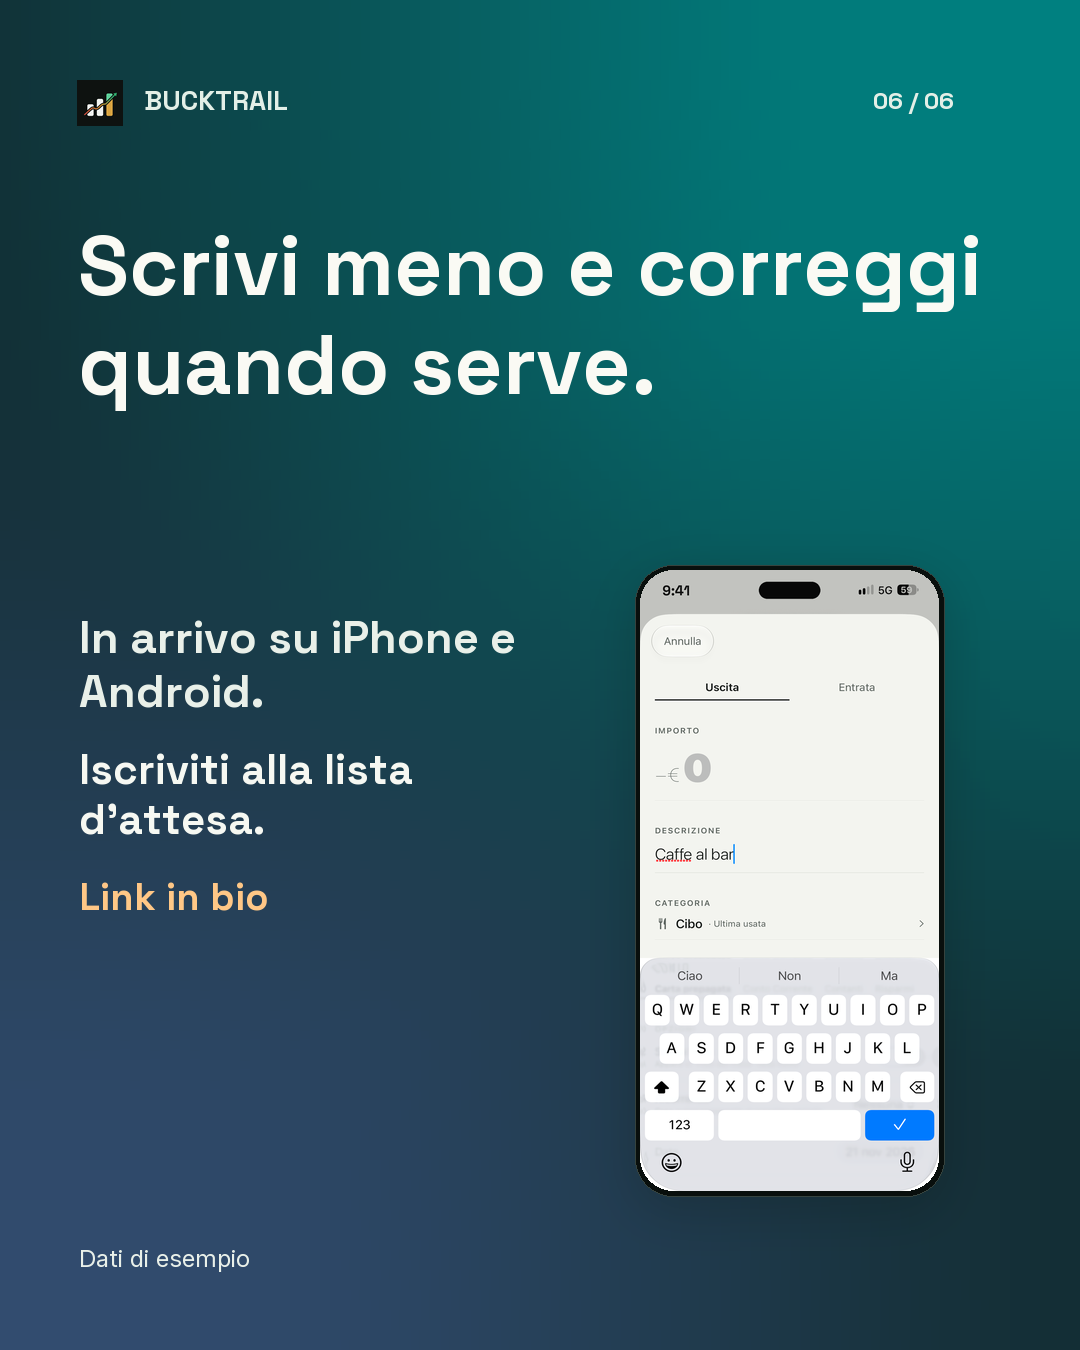 BUCKTRAIL
06 / 06
Scrivi meno e correggi
quando serve.
In arrivo su iPhone e
Android.
Iscriviti alla lista
d’attesa.
Link in bio
9:41
5G 59
Annulla
Uscita Entrata
IMPORTO
–€ 0
DESCRIZIONE
Caffe al bar
CATEGORIA
Cibo · Ultima usata
Ciao Non Ma
Q W E R T Y U I O P
A S D F G H J K L
Z X C V B N M
123
Dati di esempio